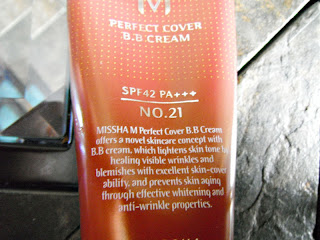 M
PERFECT COVER
B.B CREAM
SPF42 PA+++
NO.21
MISSHA M Perfect Cover B.B Cream
offers a novel skincare concept with
B.B cream, which lightens skin tone by
healing visible wrinkles and
blemishes with excellent skin-cover
ability, and prevents skin aging
through effective whitening and
anti-wrinkle properties.